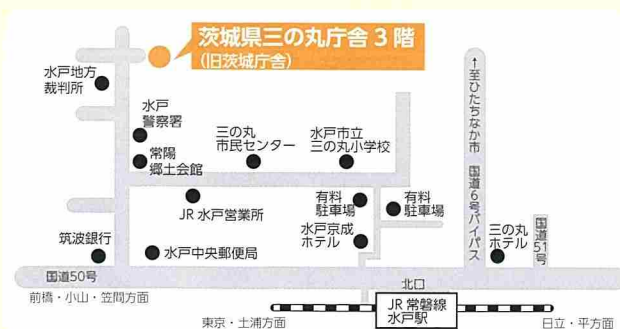 茨城県三の丸庁舎 3 階
(旧茨城庁舎)
水戸地方
裁判所
水戸
警察署
常陽
郷土会館
三の丸
市民センター
水戸市立
三の丸小学校
↑至ひたちなか市 国道6号バイパス
JR 水戸営業所
有料
駐車場
有料
駐車場
水戸京成
ホテル
三の丸
ホテル
国道51号
筑波銀行
水戸中央郵便局
国道50号
北口
前橋・小山・笠間方面
JR 常磐線
水戸駅
東京・土浦方面
日立・平方面